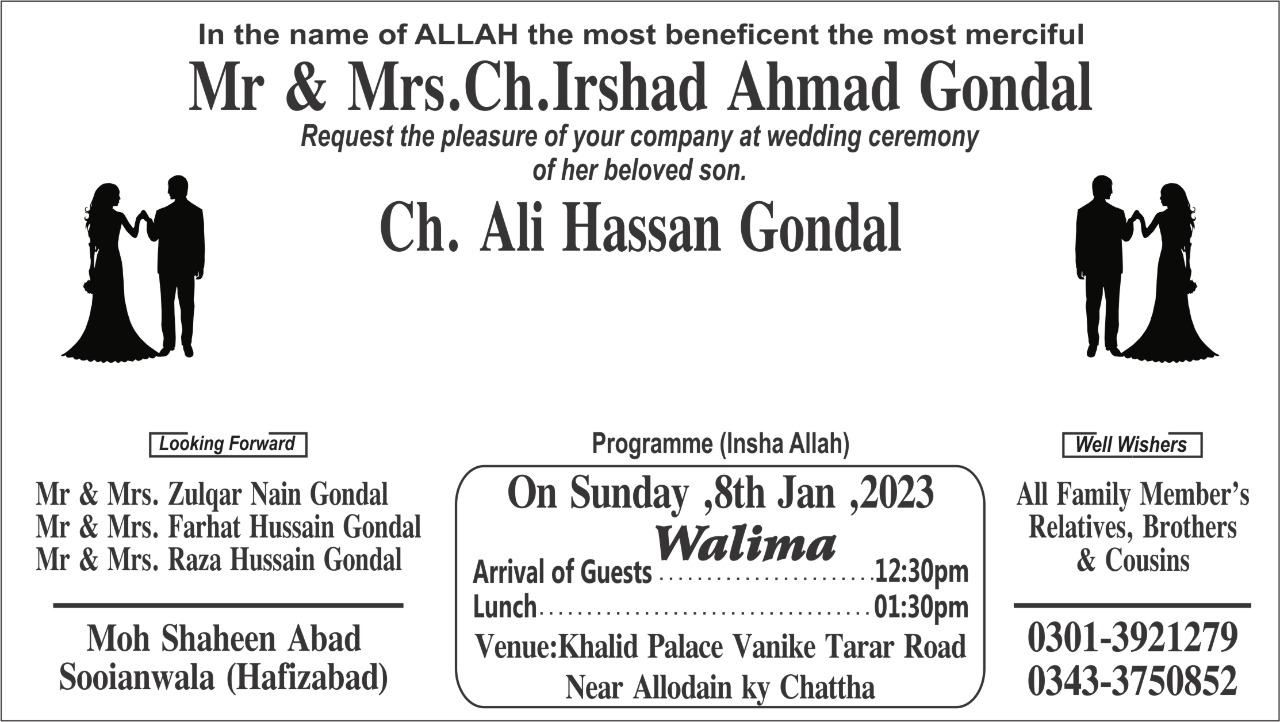 In the name of ALLAH the most beneficent the most merciful
Mr & Mrs.Ch.Irshad Ahmad Gondal
Request the pleasure of your company at wedding ceremony
of her beloved son.
Ch. Ali Hassan Gondal
Looking Forward
Mr & Mrs. Zulqar Nain Gondal
Mr & Mrs. Farhat Hussain Gondal
Mr & Mrs. Raza Hussain Gondal
Moh Shaheen Abad
Sooianwala (Hafizabad)
Programme (Insha Allah)
On Sunday ,8th Jan ,2023
Walima
Arrival of Guests.......................12:30pm
Lunch...................................01:30pm
Venue:Khalid Palace Vanike Tarar Road
Near Allodain ky Chattha
Well Wishers
All Family Member's
Relatives, Brothers
& Cousins
0301-3921279
0343-3750852